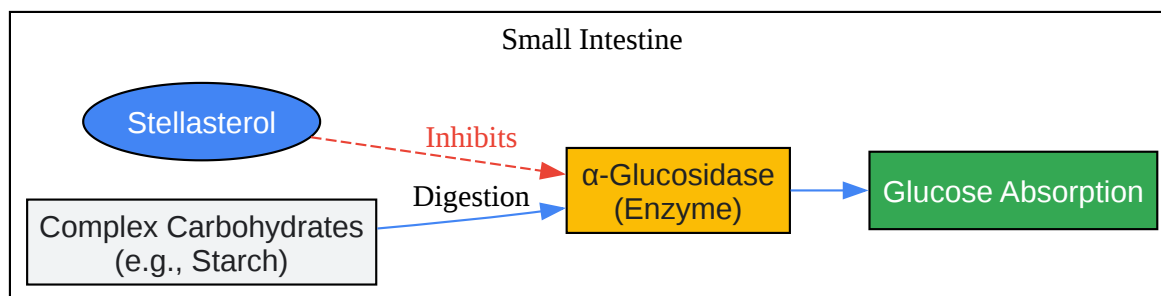 Small Intestine
Stellasterol
Inhibits
Digestion
Complex Carbohydrates
(e.g., Starch)
α-Glucosidase
(Enzyme)
Glucose Absorption